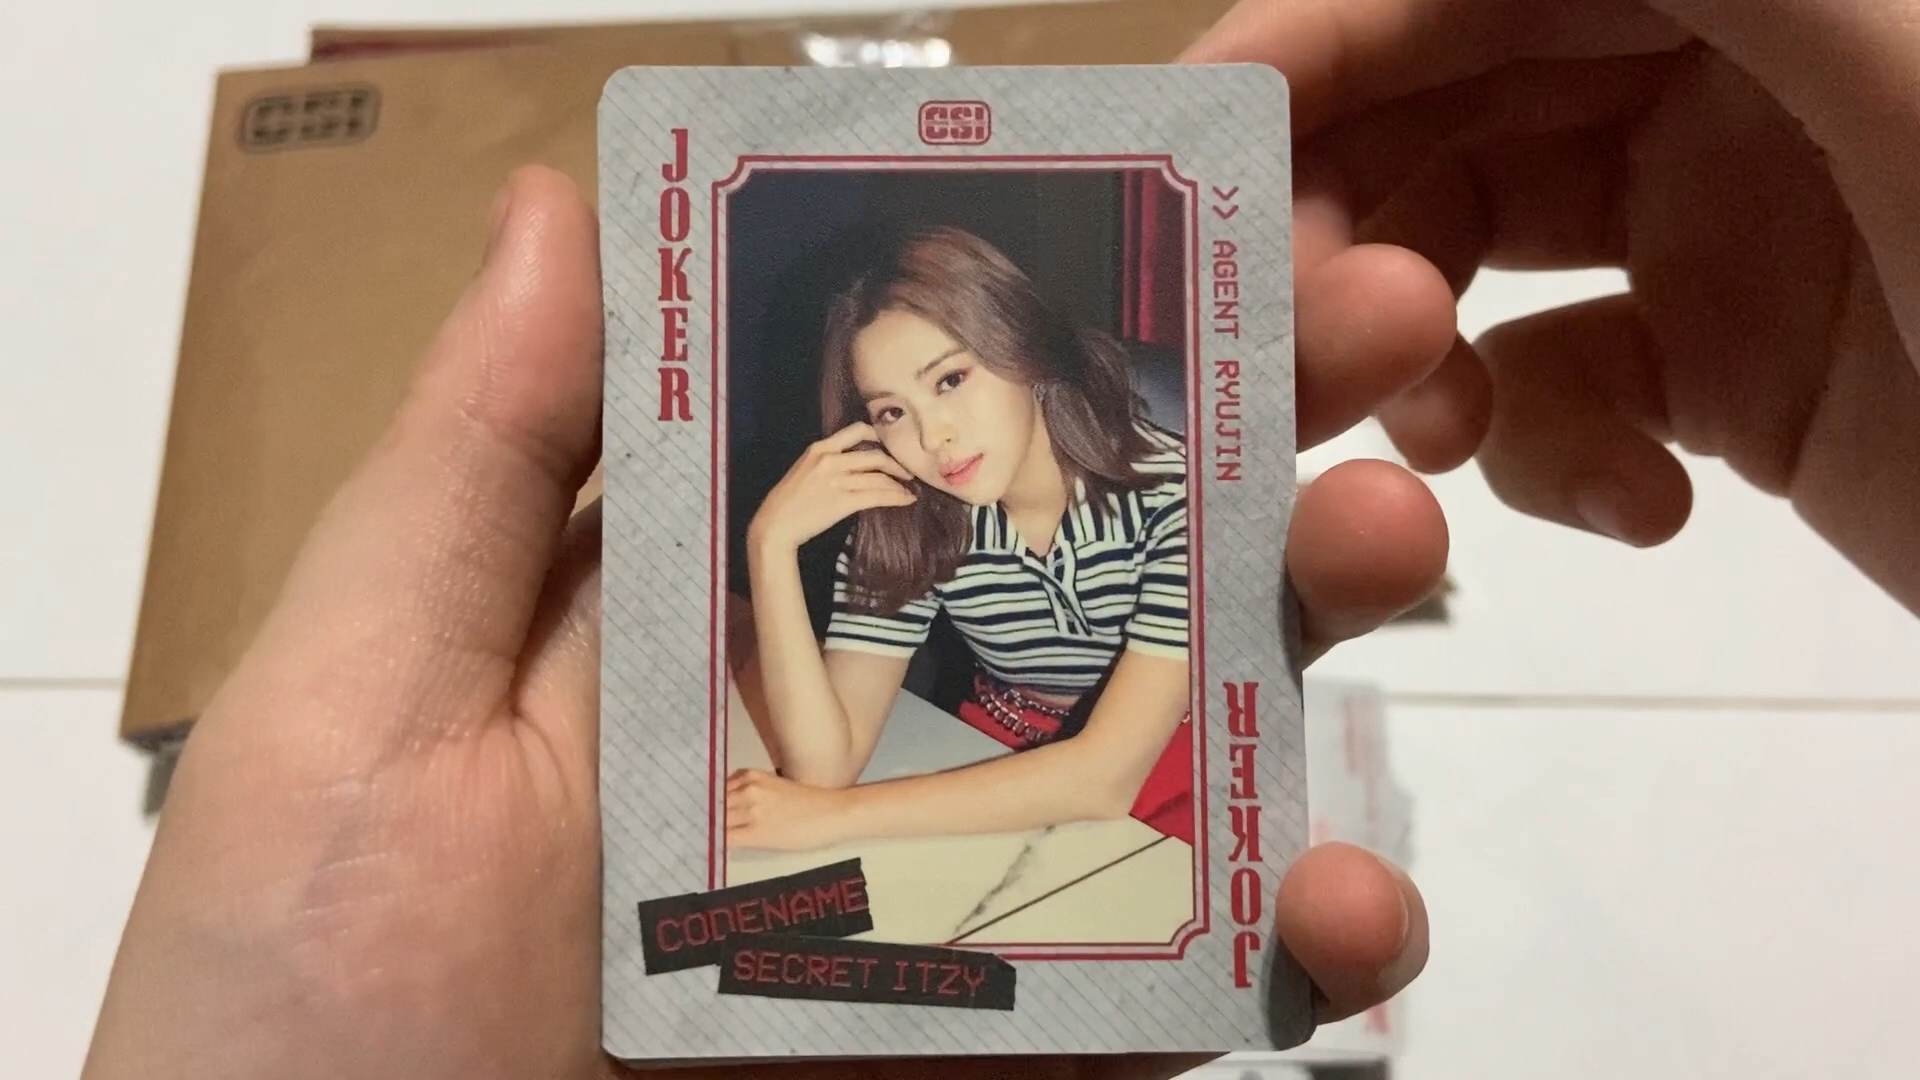 CSI
CSI
JOKER
>> AGENT RYUJIN
CODENAME
SECRET ITZY
JOKER